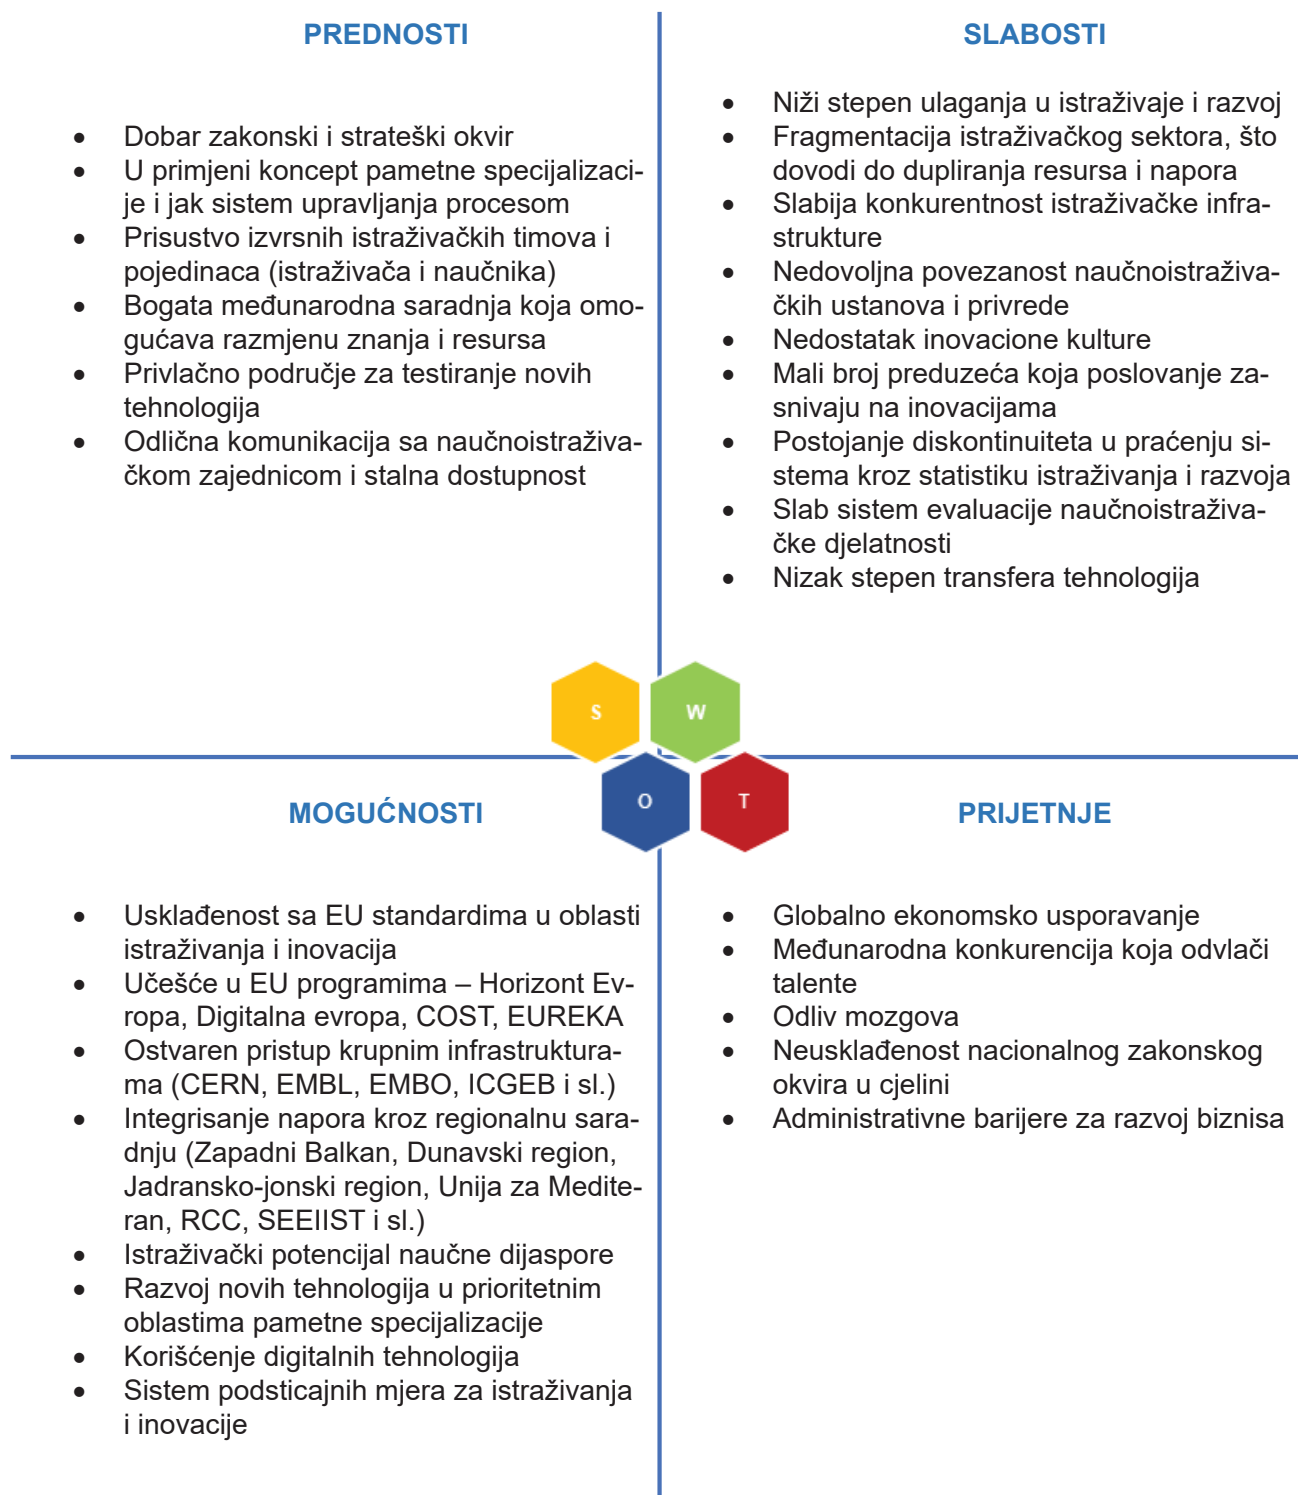 PREDNOSTI
• Dobar zakonski i strateški okvir
• U primjeni koncept pametne specijalizaci-
je i jak sistem upravljanja procesom
• Prisustvo izvrsnih istraživačkih timova i
pojedinaca (istraživača i naučnika)
• Bogata međunarodna saradnja koja omo-
gućava razmjenu znanja i resursa
• Privlačno područje za testiranje novih
tehnologija
• Odlična komunikacija sa naučnoistraživa-
čkom zajednicom i stalna dostupnost
SLABOSTI
• Niži stepen ulaganja u istraživaje i razvoj
• Fragmentacija istraživačkog sektora, što
dovodi do dupliranja resursa i napora
• Slabija konkurentnost istraživačke infra-
strukture
• Nedovoljna povezanost naučnoistraživa-
čkih ustanova i privrede
• Nedostatak inovacione kulture
• Mali broj preduzeća koja poslovanje za-
snivaju na inovacijama
• Postojanje diskontinuiteta u praćenju si-
stema kroz statistiku istraživanja i razvoja
• Slab sistem evaluacije naučnoistraživa-
čke djelatnosti
• Nizak stepen transfera tehnologija
S
W
O
T
MOGUĆNOSTI
• Usklađenost sa EU standardima u oblasti
istraživanja i inovacija
• Učešće u EU programima – Horizont Ev-
ropa, Digitalna evropa, COST, EUREKA
• Ostvaren pristup krupnim infrastruktura-
ma (CERN, EMBL, EMBO, ICGEB i sl.)
• Integrisanje napora kroz regionalnu sara-
dnju (Zapadni Balkan, Dunavski region,
Jadransko-jonski region, Unija za Medite-
ran, RCC, SEEIIST i sl.)
• Istraživački potencijal naučne dijaspore
• Razvoj novih tehnologija u prioritetnim
oblastima pametne specijalizacije
• Korišćenje digitalnih tehnologija
• Sistem podsticajnih mjera za istraživanja
i inovacije
PRIJETNJE
• Globalno ekonomsko usporavanje
• Međunarodna konkurencija koja odvlači
talente
• Odliv mozgova
• Neusklađenost nacionalnog zakonskog
okvira u cjelini
• Administrativne barijere za razvoj biznisa